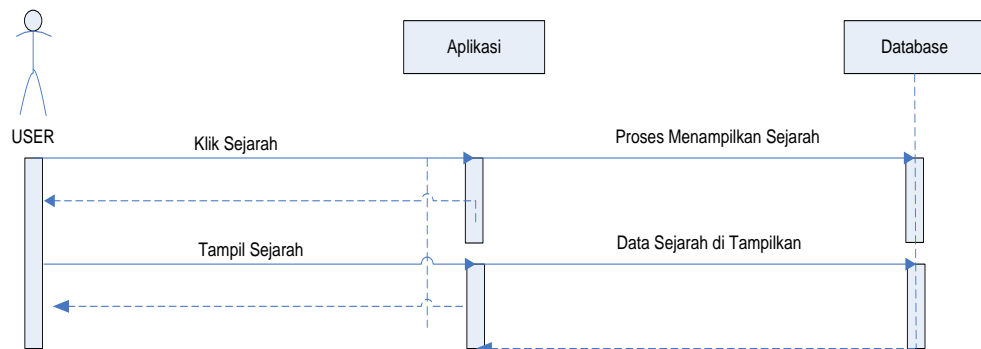 Aplikasi
Database
USER
Klik Sejarah
Proses Menampilkan Sejarah
Tampil Sejarah
Data Sejarah di Tampilkan